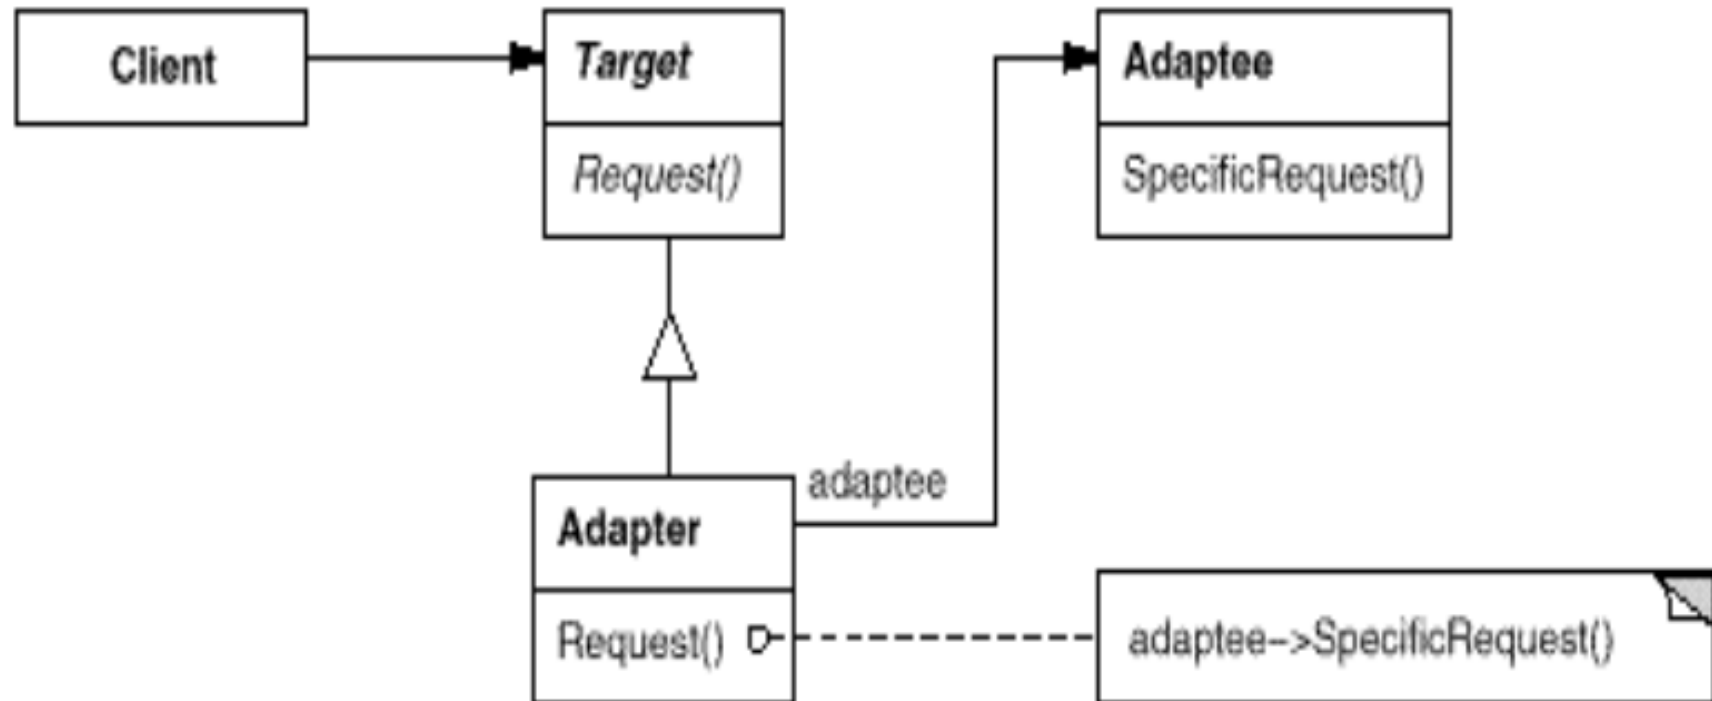 Client
Target
Request()
Adaptee
SpecificRequest()
adaptee
Adapter
Request()
adaptee->SpecificRequest()